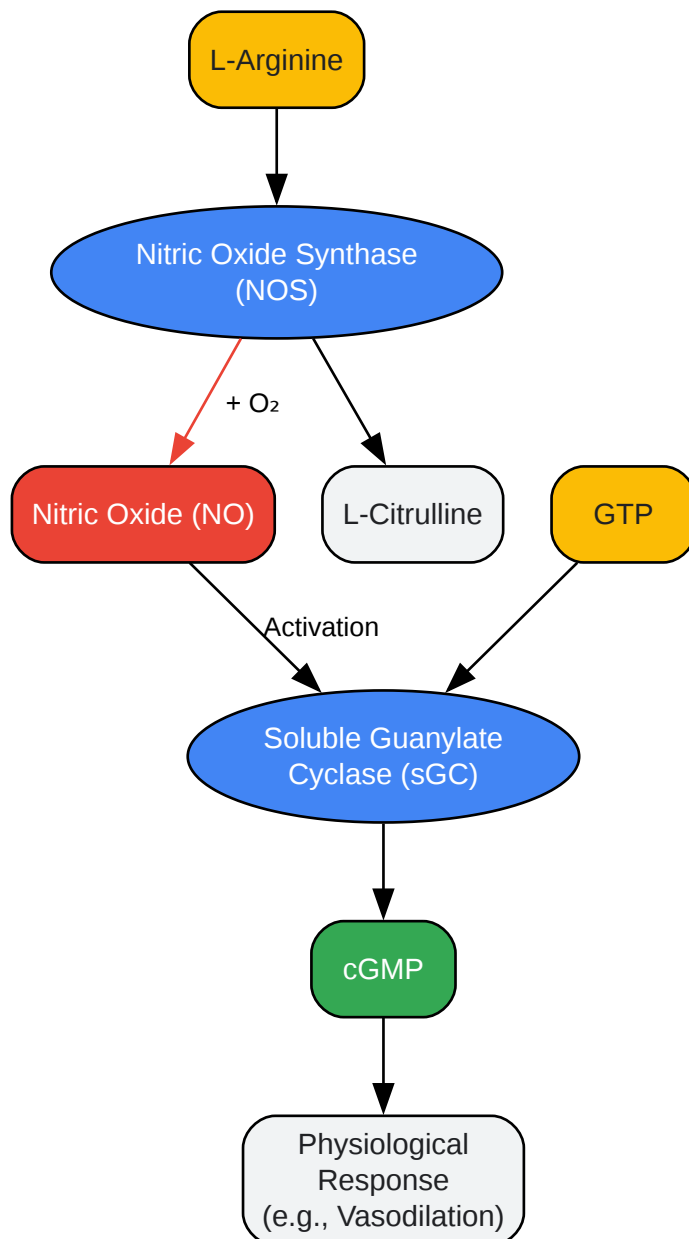 L-Arginine
Nitric Oxide Synthase
(NOS)
+ O₂
Nitric Oxide (NO)
L-Citrulline
GTP
Activation
Soluble Guanylate
Cyclase (sGC)
cGMP
Physiological
Response
(e.g., Vasodilation)